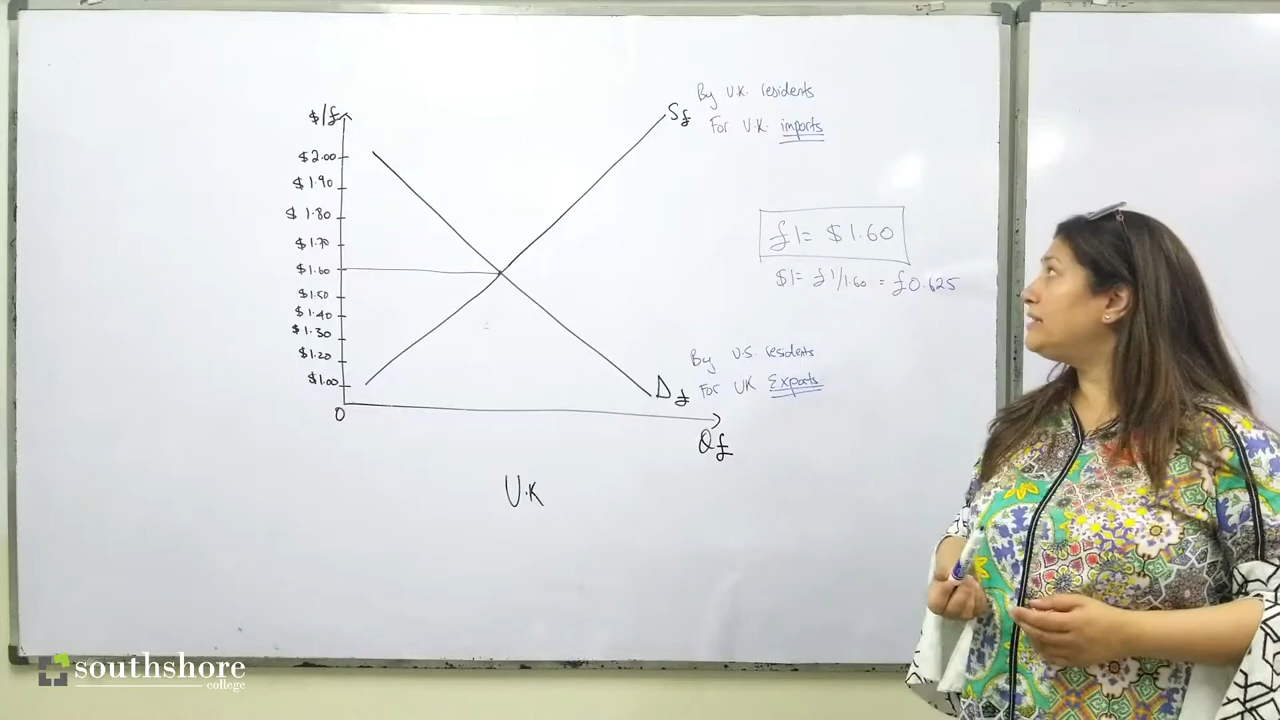 $/£
$2.00
$1.90
$1.80
$1.70
$1.60
$1.50
$1.40
$1.30
$1.20
$1.00
0
S£
By U.K. residents
For U.K. imports
£1= $1.60
$1= £1/1.60 = £0.625
By U.S. residents
D£
For UK Exports
Q£
U.K
southshore
college